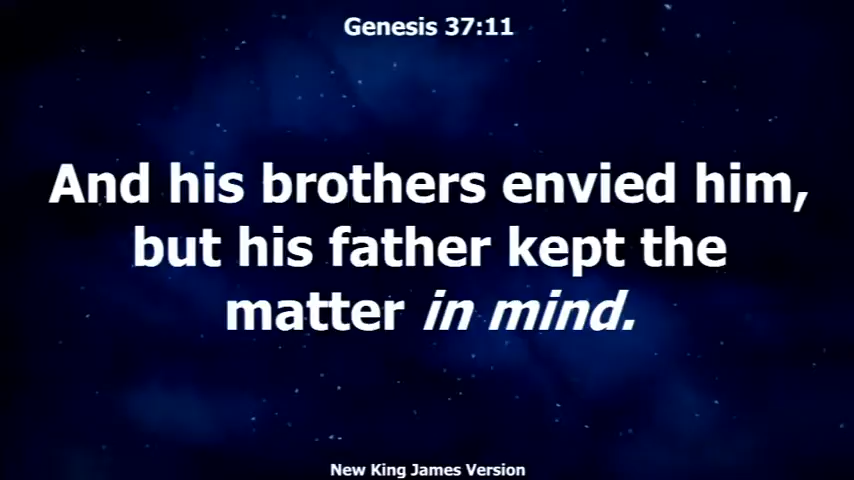 Genesis 37:11
And his brothers envied him,
but his father kept the
matter in mind.
New King James Version